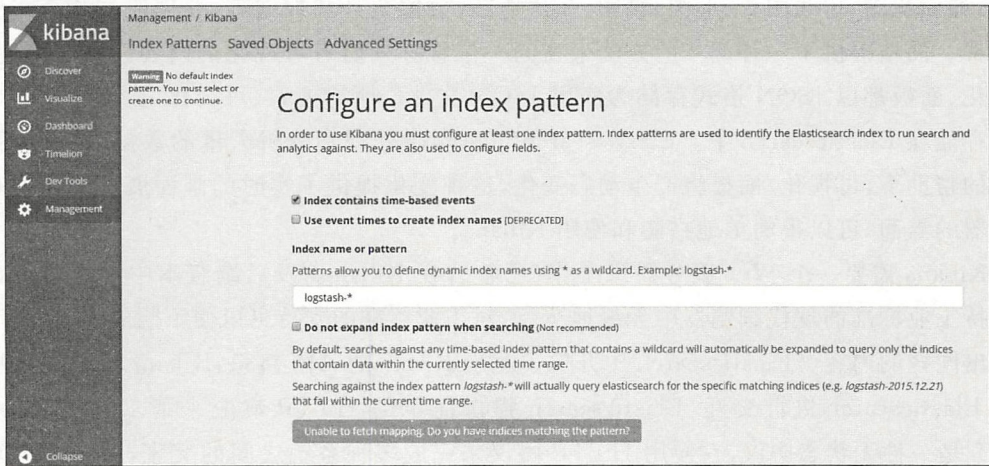 kibana
Discover
Visualize
Dashboard
Timelion
Dev Tools
Management
Collapse
Management / Kibana
Index Patterns Saved Objects Advanced Settings
Warning No default index
pattern. You must select or
create one to continue.
Configure an index pattern
In order to use Kibana you must configure at least one index pattern. Index patterns are used to identify the Elasticsearch index to run search and
analytics against. They are also used to configure fields.
Index contains time-based events
Use event times to create index names [DEPRECATED]
Index name or pattern
Patterns allow you to define dynamic index names using * as a wildcard. Example: logstash-*
logstash-*
Do not expand index pattern when searching (Not recommended)
By default, searches against any time-based index pattern that contains a wildcard will automatically be expanded to query only the indices
that contain data within the currently selected time range.
Searching against the index pattern logstash-* will actually query elasticsearch for the specific matching indices (e.g. logstash-2015.12.21)
that fall within the current time range.
Unable to fetch mapping. Do you have indices matching the pattern?